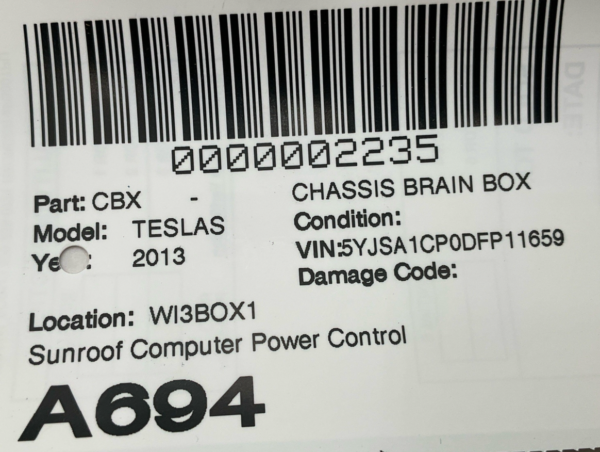 0000002235
Part: CBX - CHASSIS BRAIN BOX
Model: TESLAS Condition:
Ye : 2013 VIN:5YJSA1CP0DFP11659
Damage Code:
Location: WI3BOX1
Sunroof Computer Power Control
A694